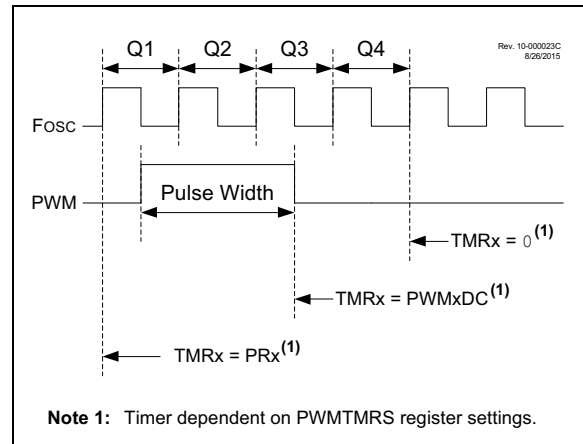 Q1 Q2 Q3 Q4
Rev. 10-000023C
8/26/2015
FOSC
PWM
Pulse Width
TMRx = 0(1)
TMRx = PWMxDC(1)
TMRx = PRx(1)
Note 1: Timer dependent on PWMTMRS register settings.